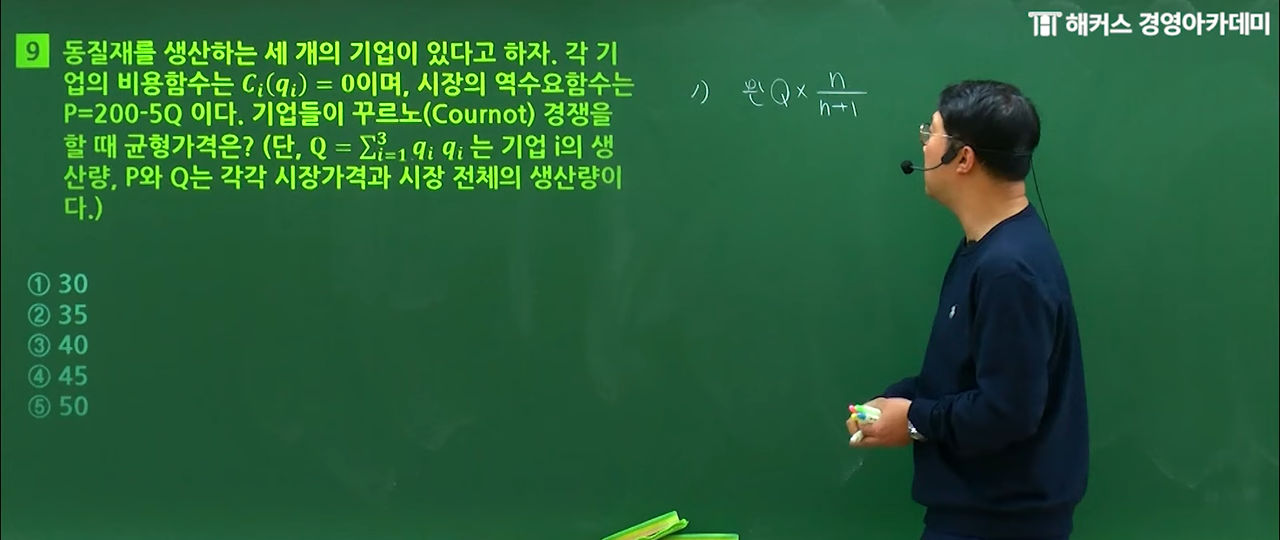 해커스 경영아카데미
9 동질재를 생산하는 세 개의 기업이 있다고 하자. 각 기
업의 비용함수는 C_i(q_i) = 0이며, 시장의 역수요함수는
P=200-5Q 이다. 기업들이 꾸르노(Cournot) 경쟁을
할 때 균형가격은? (단, Q = ∑_{i=1}^{3} q_i q_i 는 기업 i의 생
산량, P와 Q는 각각 시장가격과 시장 전체의 생산량이
다.)
① 30
② 35
③ 40
④ 45
⑤ 50
1) 완Q × n/(n+1)